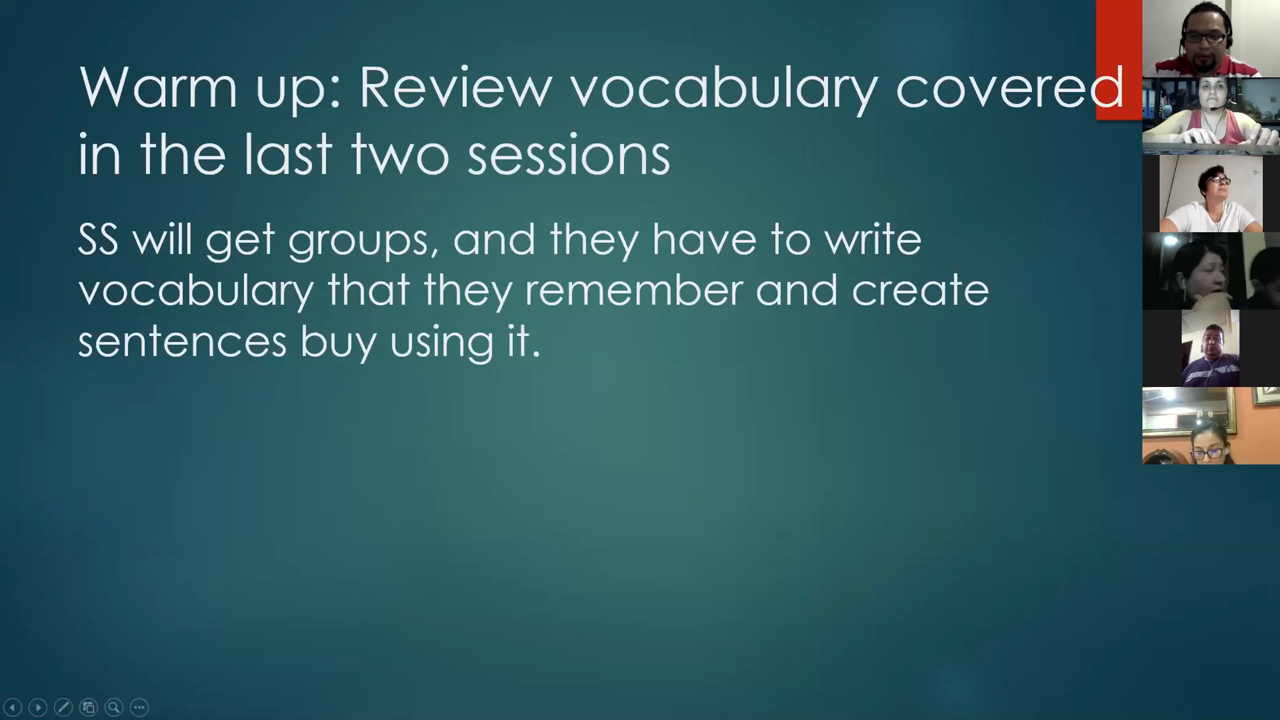 Warm up: Review vocabulary covered
in the last two sessions
SS will get groups, and they have to write
vocabulary that they remember and create
sentences buy using it.